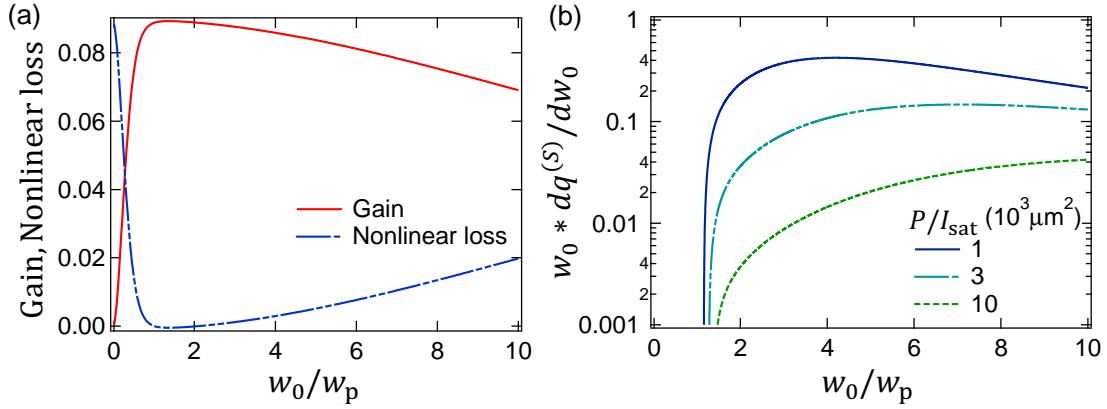 (a)
Gain, Nonlinear loss
0.08
0.06
0.04
0.02
0.00
Gain
Nonlinear loss
0 2 4 6 8 10
w₀/wₚ
(b)
w₀ * dq⁽ˢ⁾/dw₀
1
4
2
0.1
4
2
0.01
4
2
0.001
P/I_sat (10³μm²)
1
3
10
0 2 4 6 8 10
w₀/wₚ